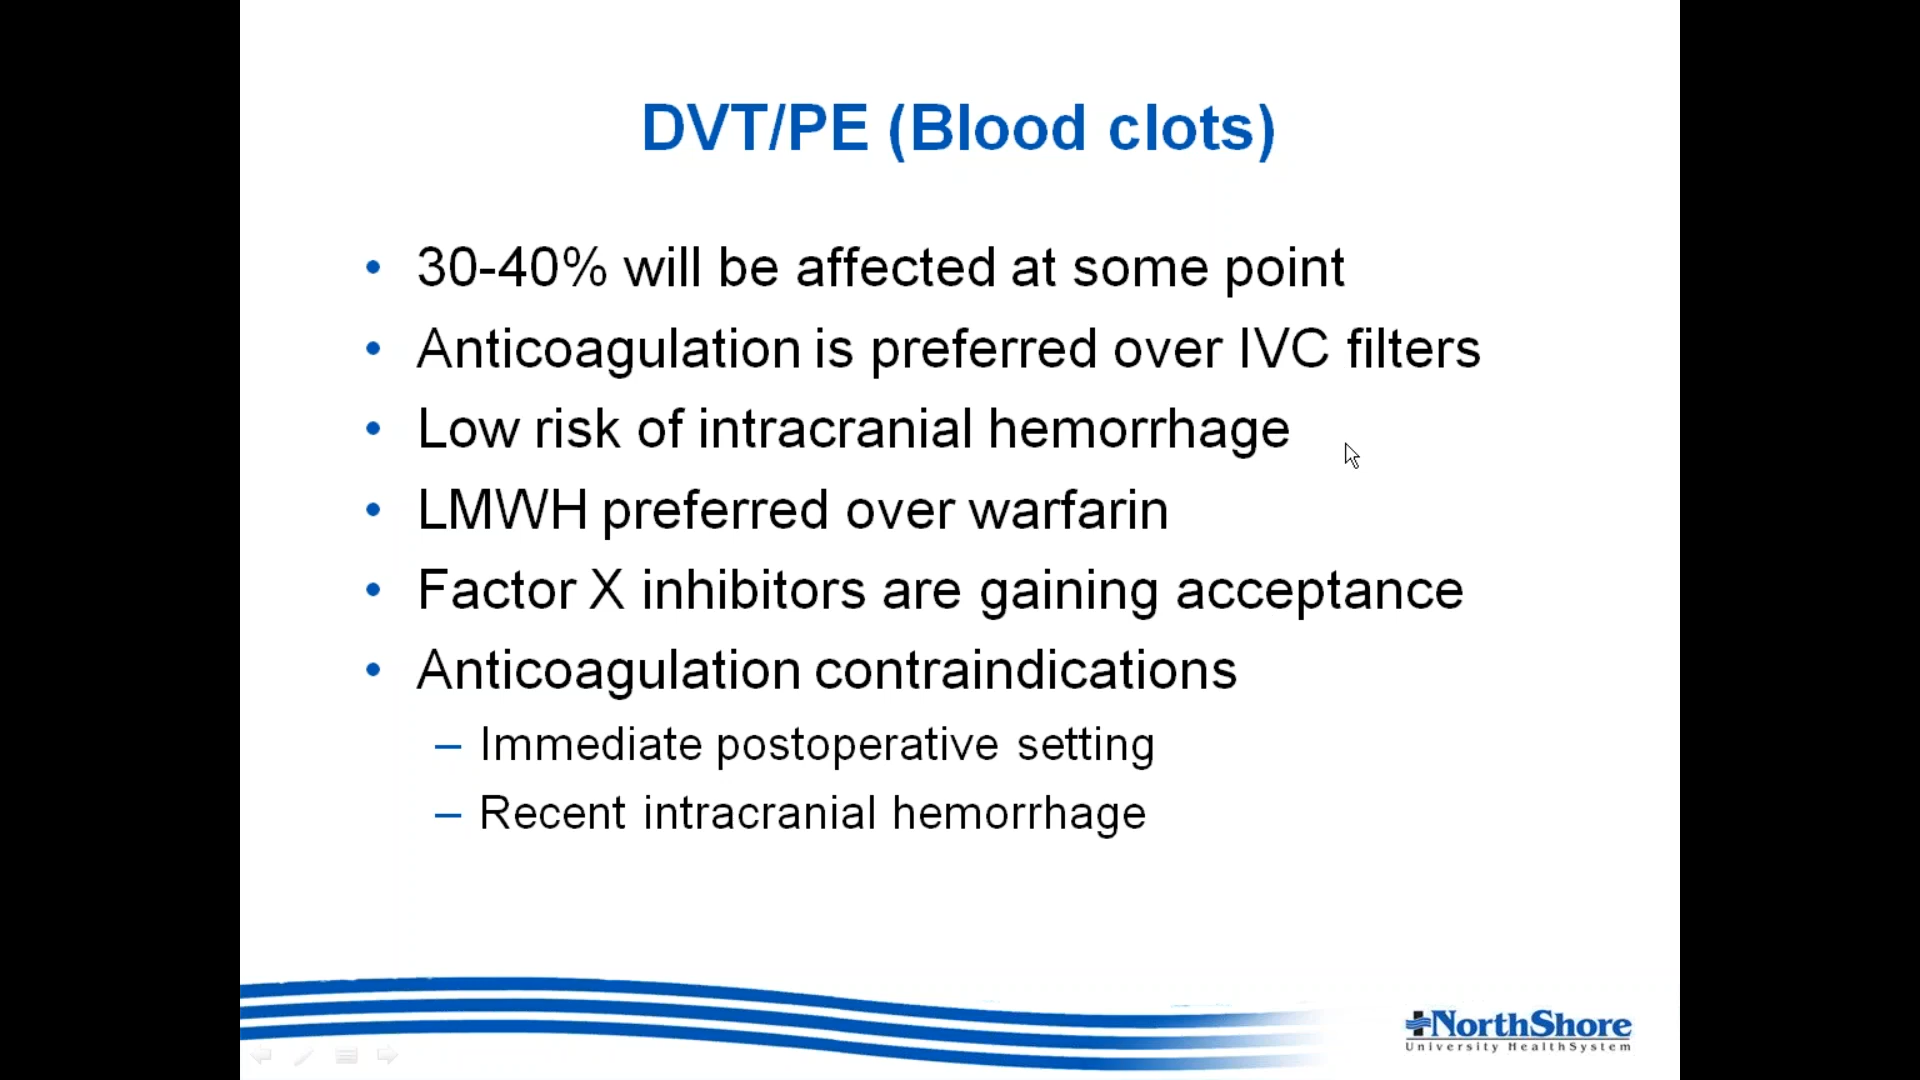 DVT/PE (Blood clots)
• 30-40% will be affected at some point
• Anticoagulation is preferred over IVC filters
• Low risk of intracranial hemorrhage
• LMWH preferred over warfarin
• Factor X inhibitors are gaining acceptance
• Anticoagulation contraindications
– Immediate postoperative setting
– Recent intracranial hemorrhage
NorthShore
University HealthSystem